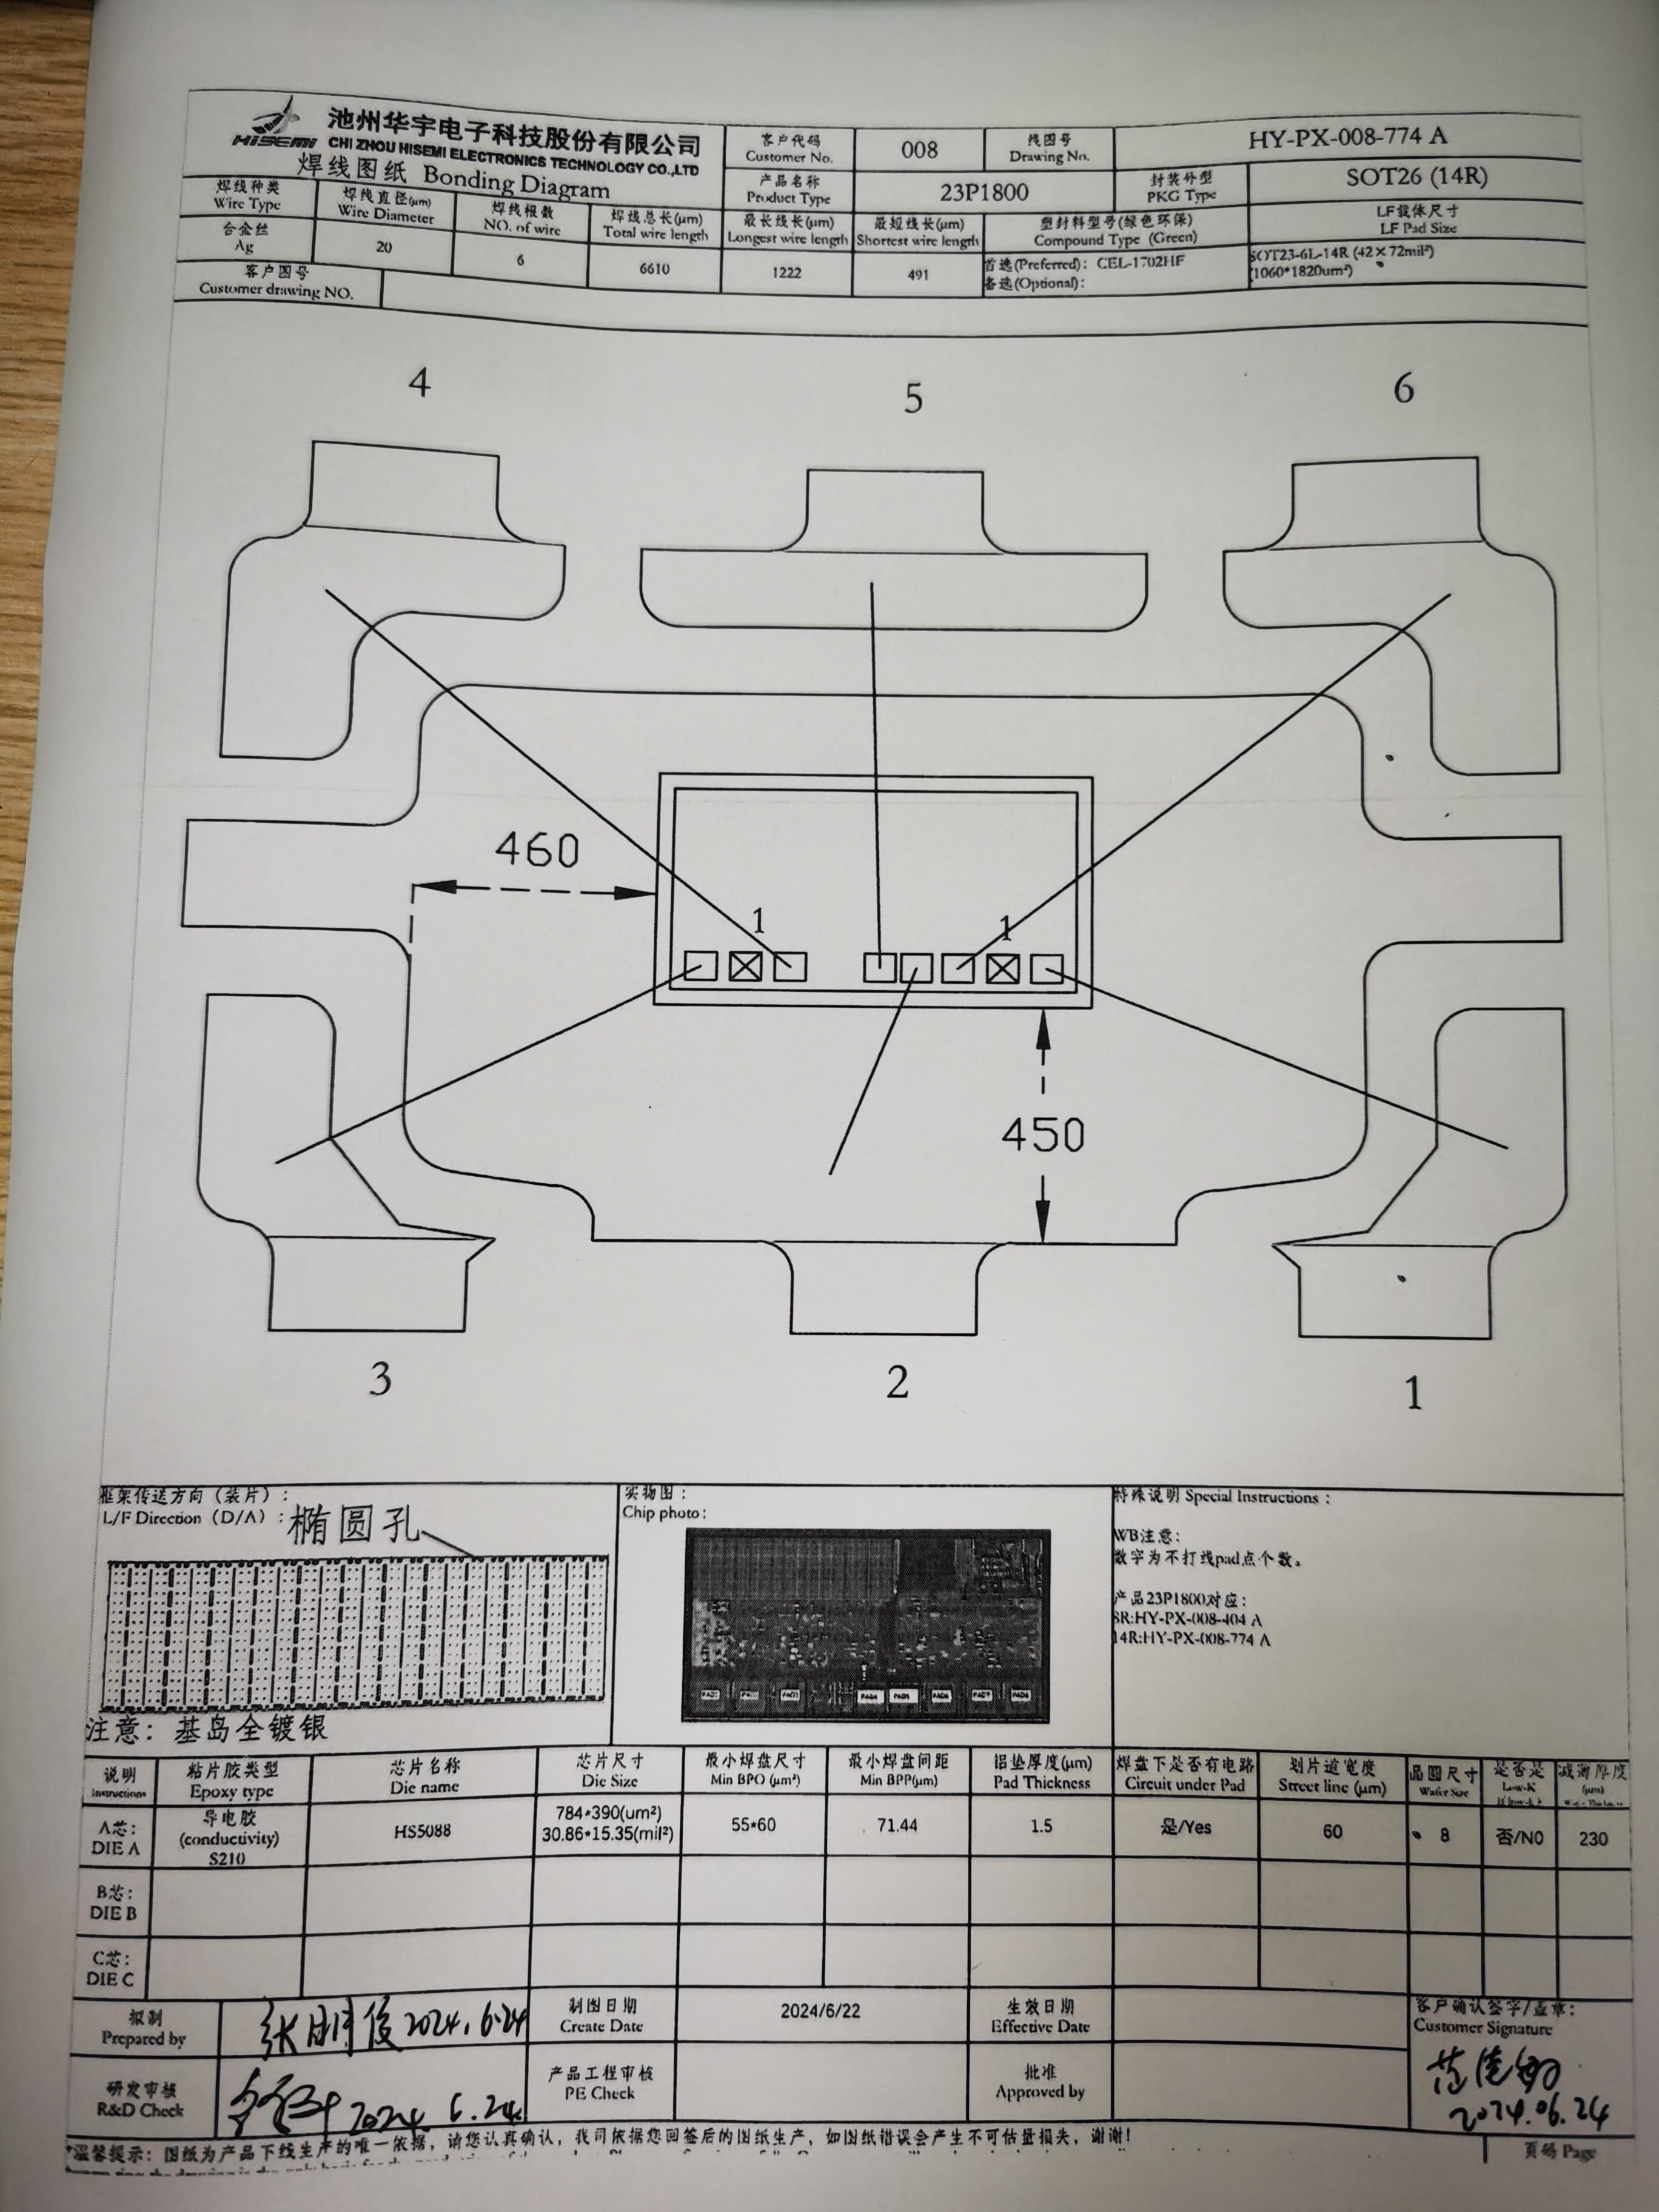 HISEMI
池州华宇电子科技股份有限公司
CHI ZHOU HISEMI ELECTRONICS TECHNOLOGY CO.,LTD
焊线图纸 Bonding Diagram
客户代码
Customer No.
008
线图号
Drawing No.
HY-PX-008-774 A
产品名称
Product Type
23P1800
封装外型
PKG Type
SOT26 (14R)
焊线种类
Wire Type
焊线直径(μm)
Wire Diameter
焊线根数
NO. of wire
焊线总长(μm)
Total wire length
最长线长(μm)
Longest wire length
最短线长(μm)
Shortest wire length
塑封料型号(绿色环保)
Compound Type (Green)
LF载体尺寸
LF Pad Size
合金丝
Ag
20
6
6610
1222
491
首选(Preferred): CEL-1702HF
备选(Optional):
SOT23-6L-14R (42×72mil²)
(1060*1820um²)
客户图号
Customer drawing NO.
4
5
6
460
1
1
450
3
2
1
框架传送方向(装片):
L/F Direction (D/A):
椭圆孔
注意: 基岛全镀银
实物图:
Chip photo:
PAD4
PAD5
PAD6
PAD7
PAD8
特殊说明 Special Instructions:
WB注意:
数字为不打线pad点个数。
产品23P1800对应:
8R:HY-PX-008-404 A
14R:HY-PX-008-774 A
说明
Instructions
粘片胶类型
Epoxy type
芯片名称
Die name
芯片尺寸
Die Size
最小焊盘尺寸
Min BPO (μm²)
最小焊盘间距
Min BPP(μm)
铝垫厚度(μm)
Pad Thickness
焊盘下是否有电路
Circuit under Pad
划片道宽度
Street line (μm)
晶圆尺寸
Wafer Size
是否是
Low-K
减薄厚度
(μm)
A芯:
DIE A
导电胶
(conductivity)
S210
HS5088
784*390(um²)
30.86*15.35(mil²)
55*60
71.44
1.5
是/Yes
60
8
否/NO
230
B芯:
DIE B
C芯:
DIE C
拟制
Prepared by
2024.6.24
制图日期
Create Date
2024/6/22
生效日期
Effective Date
客户确认签字/盖章:
Customer Signature
2024.06.24
研发审核
R&D Check
2024 6.24
产品工程审核
PE Check
批准
Approved by
*温馨提示: 图纸为产品下线生产的唯一依据, 请您认真确认, 我司依据您回签后的图纸生产, 如图纸错误会产生不可估量损失, 谢谢!
页码 Page